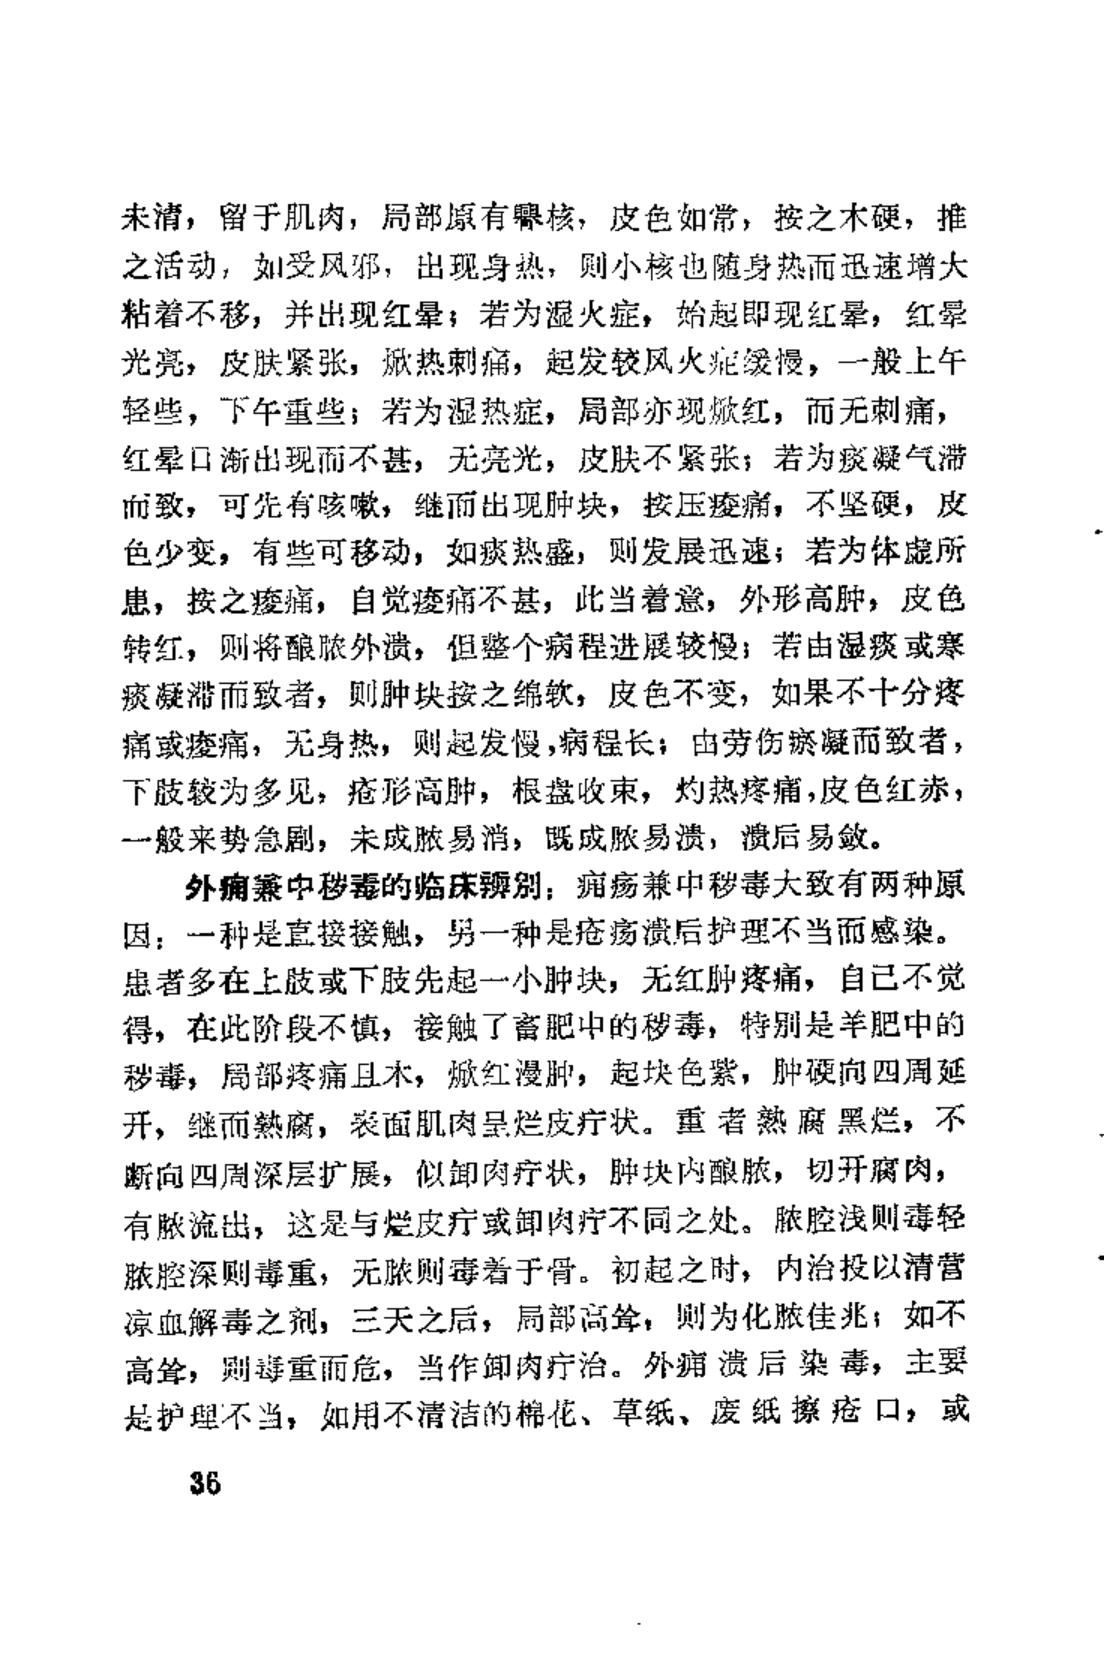 未清，留于肌肉，局部原有臖核，皮色如常，按之木硬，推
之活动，如受风邪，出现身热，则小核也随身热而迅速增大
粘着不移，并出现红晕；若为湿火症，始起即现红晕，红晕
光亮，皮肤紧张，焮热刺痛，起发较风火症缓慢，一般上午
轻些，下午重些；若为湿热症，局部亦现焮红，而无刺痛，
红晕日渐出现而不甚，无亮光，皮肤不紧张；若为痰凝气滞
而致，可先有咳嗽，继而出现肿块，按压痠痛，不坚硬，皮
色少变，有些可移动，如痰热盛，则发展迅速；若为体虚所
患，按之痠痛，自觉痠痛不甚，此当着意，外形高肿，皮色
转红，则将酿脓外溃，但整个病程进展较慢；若由湿痰或寒
痰凝滞而致者，则肿块按之绵软，皮色不变，如果不十分疼
痛或痠痛，无身热，则起发慢，病程长；由劳伤瘀凝而致者，
下肢较为多见，疮形高肿，根盘收束，灼热疼痛，皮色红赤，
一般来势急剧，未成脓易消，既成脓易溃，溃后易敛。
外痈兼中秽毒的临床辨别：痈疡兼中秽毒大致有两种原
因：一种是直接接触，另一种是疮疡溃后护理不当而感染。
患者多在上肢或下肢先起一小肿块，无红肿疼痛，自己不觉
得，在此阶段不慎，接触了畜肥中的秽毒，特别是羊肥中的
秽毒，局部疼痛且木，焮红漫肿，起块色紫，肿硬向四周延
开，继而熟腐，表面肌肉呈烂皮疔状。重者熟腐黑烂，不
断向四周深层扩展，似卸肉疔状，肿块内酿脓，切开腐肉，
有脓流出，这是与烂皮疔或卸肉疔不同之处。脓腔浅则毒轻
脓腔深则毒重，无脓则毒着于骨。初起之时，内治投以清营
凉血解毒之剂，三天之后，局部高耸，则为化脓佳兆；如不
高耸，则毒重而危，当作卸肉疔治。外痈溃后染毒，主要
是护理不当，如用不清洁的棉花、草纸、废纸擦疮口，或
36